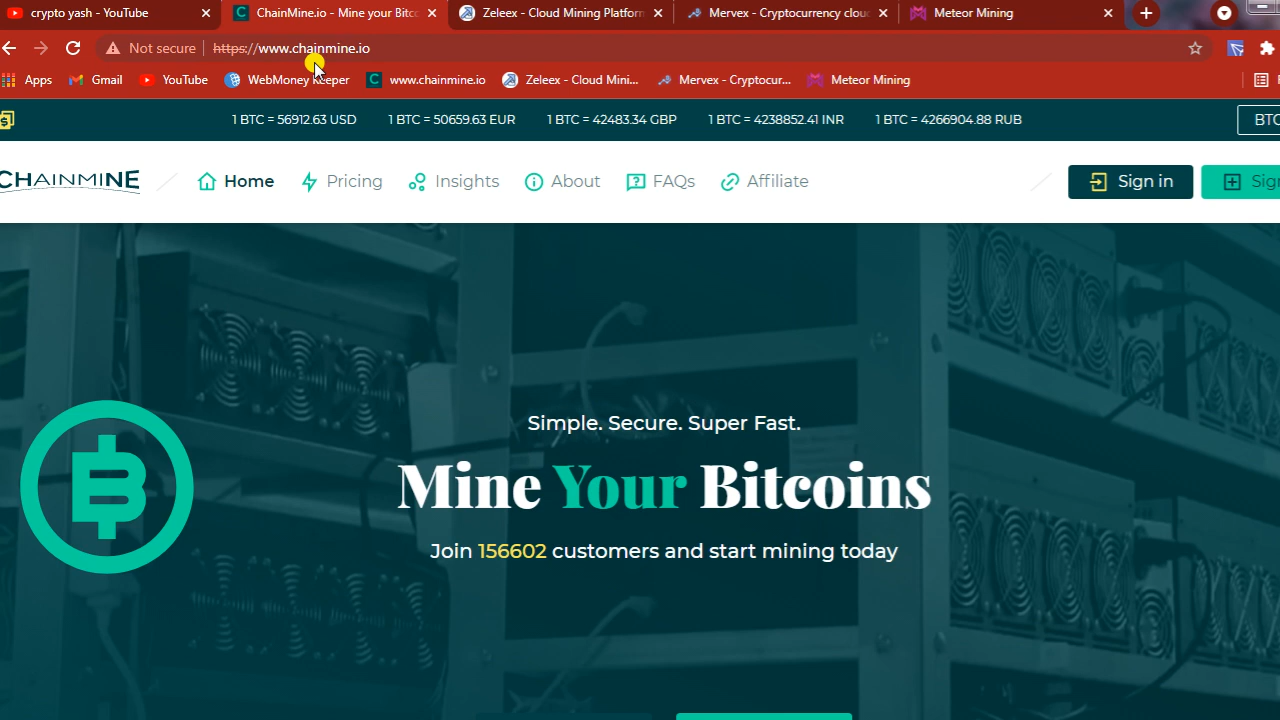 crypto yash - YouTube
ChainMine.io - Mine your Bitco
Zeleex - Cloud Mining Platform
Mervex - Cryptocurrency clou
Meteor Mining
Not secure
https://www.chainmine.io
Apps
Gmail
YouTube
WebMoney Keeper
www.chainmine.io
Zeleex - Cloud Mini...
Mervex - Cryptocur...
Meteor Mining
1 BTC = 56912.63 USD
1 BTC = 50659.63 EUR
1 BTC = 42483.34 GBP
1 BTC = 4238852.41 INR
1 BTC = 4266904.88 RUB
BTC
CHAINMINE
Home
Pricing
Insights
About
FAQs
Affiliate
Sign in
Sign
Simple. Secure. Super Fast.
Mine Your Bitcoins
Join 156602 customers and start mining today